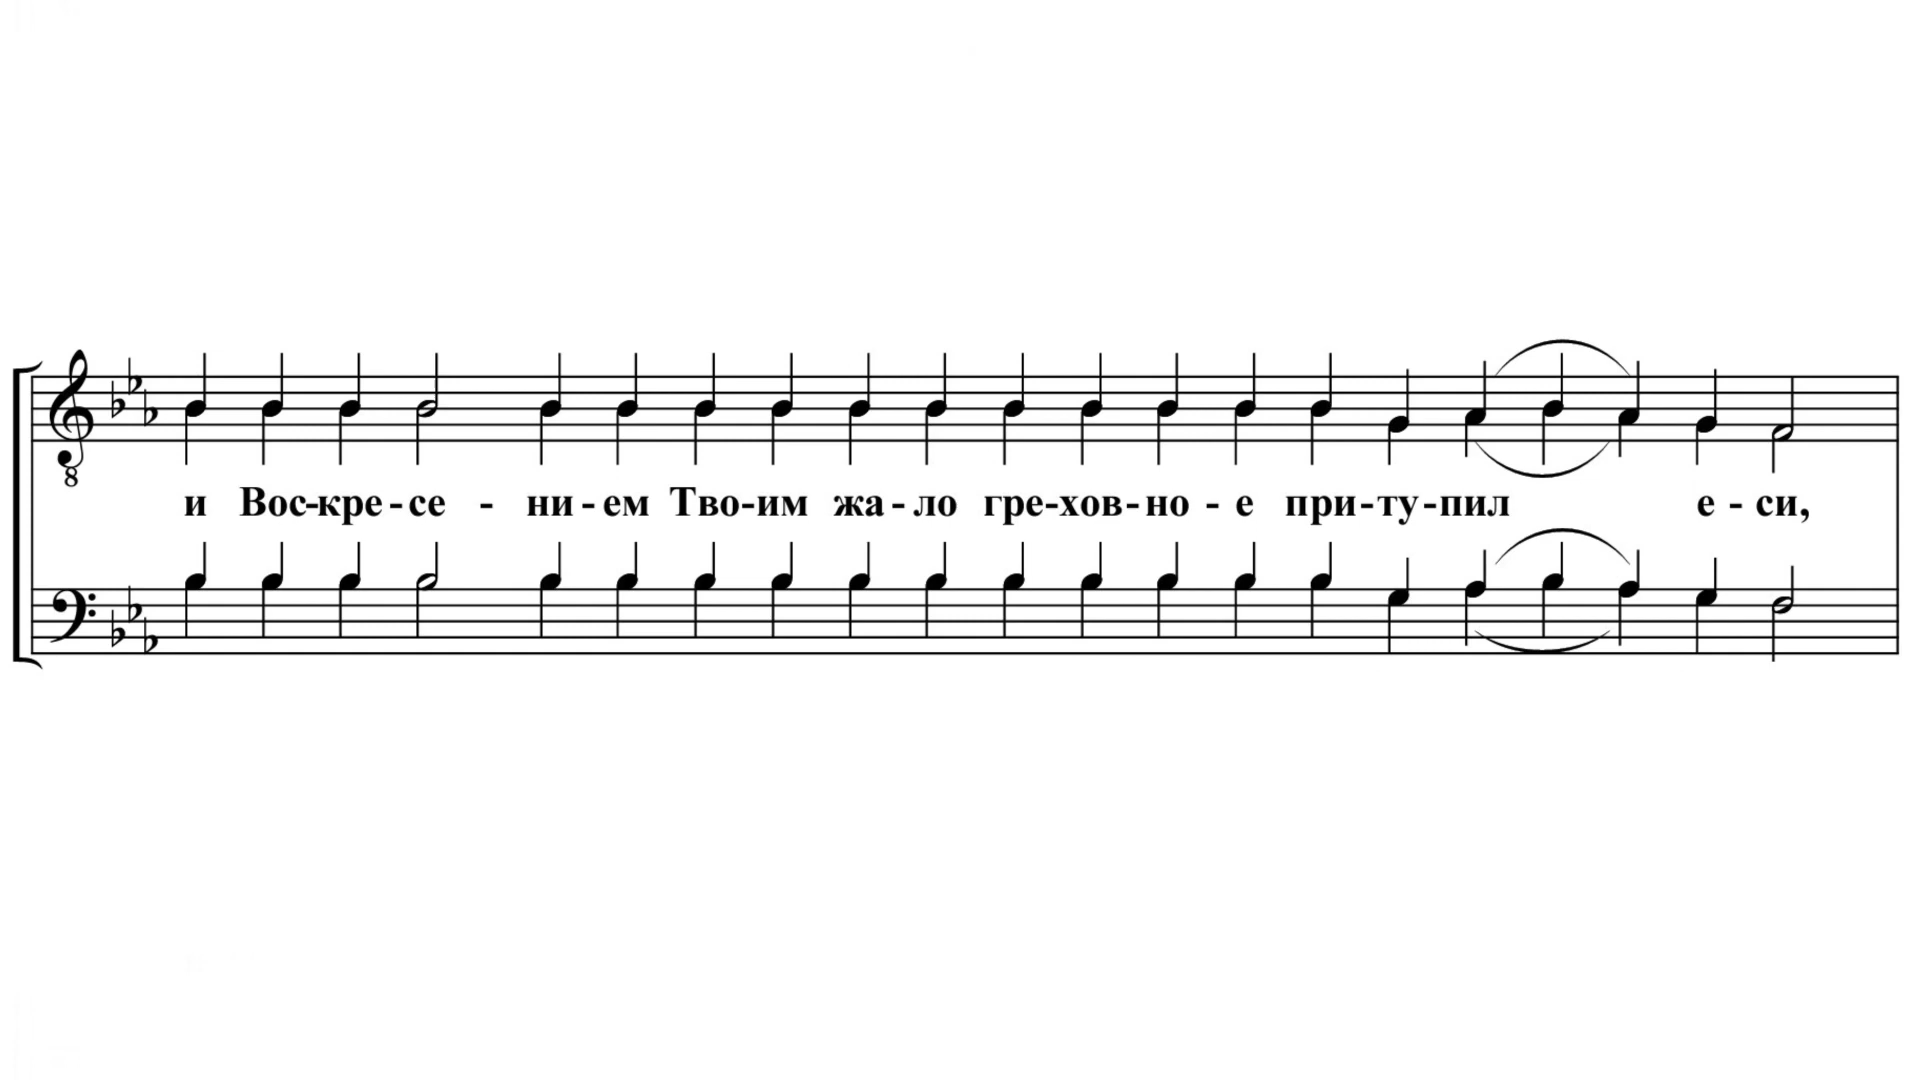 и Вос-кре-се - ни-ем Тво-им жа-ло гре-хов-но - е при-ту-пил е - си,